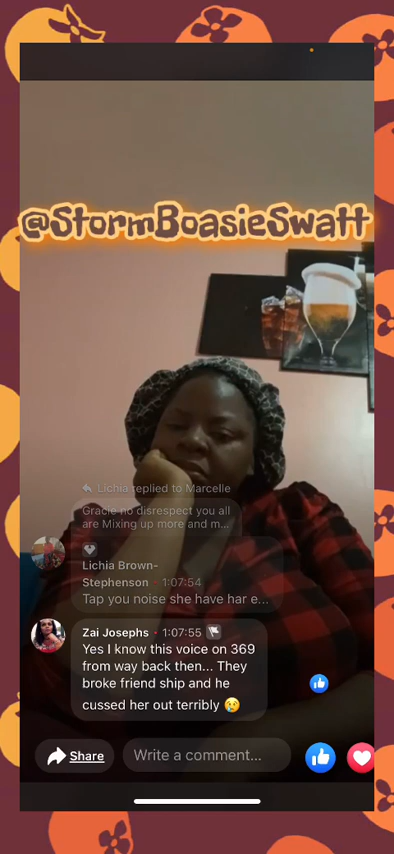 @StormBoasieSwatt
Lichia replied to Marcelle
Gracie no disrespect you all
are Mixing up more and m...
Lichia Brown-
Stephenson · 1:07:54
Tap you noise she have har e...
Zai Josephs · 1:07:55
Yes I know this voice on 369
from way back then... They
broke friend ship and he
cussed her out terribly 😢
Share
Write a comment...